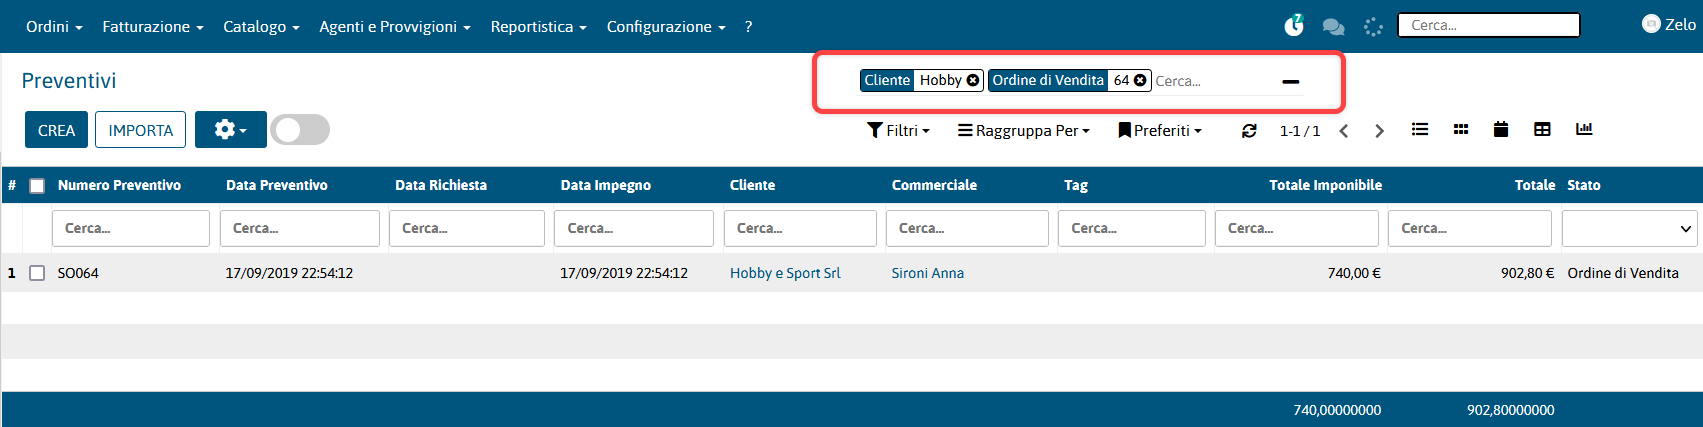 Ordini Fatturazione Catalogo Agenti e Provvigioni Reportistica Configurazione ? 7 Cerca... Zelo
Preventivi Cliente Hobby Ordine di Vendita 64 Cerca...
CREA IMPORTA Filtri Raggruppa Per Preferiti 1-1 / 1
# Numero Preventivo Data Preventivo Data Richiesta Data Impegno Cliente Commerciale Tag Totale Imponibile Totale Stato
Cerca... Cerca... Cerca... Cerca... Cerca... Cerca... Cerca... Cerca... Cerca...
1 SO064 17/09/2019 22:54:12 17/09/2019 22:54:12 Hobby e Sport Srl Sironi Anna 740,00 € 902,80 € Ordine di Vendita
740,00000000 902,80000000